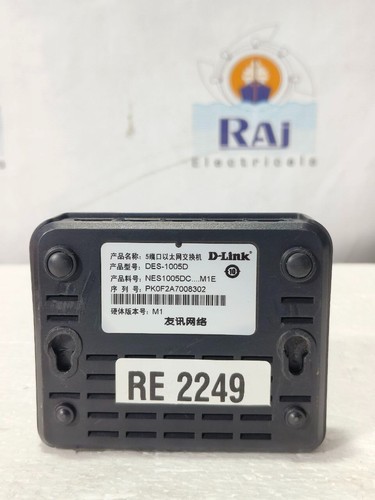 RAJ
Electricals
产品名称: 5端口以太网交换机
D-Link
产品型号: DES-1005D
10
产品料号: NES1005DC....M1E
序 列 号: PK0F2A7008302
硬体版本号: M1
友讯网络
RE 2249